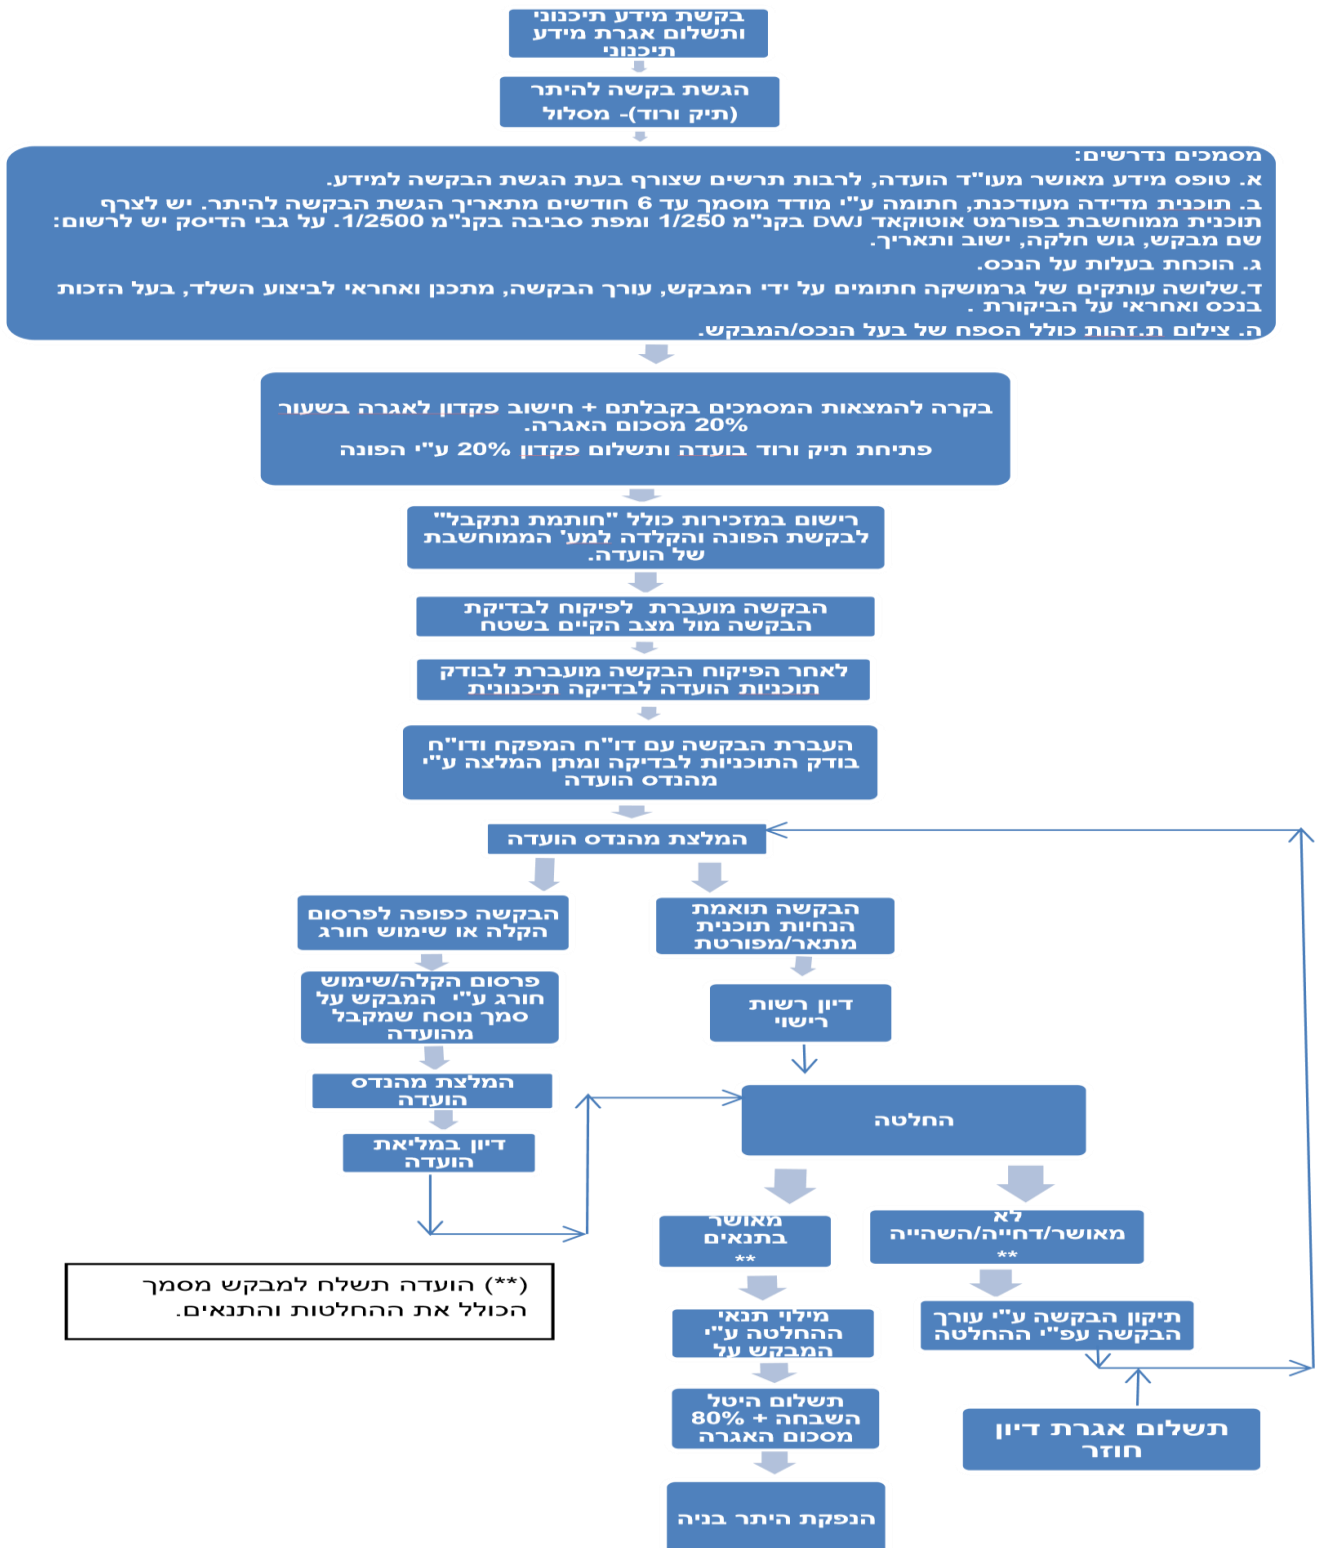 בקשת מידע תיכנוני
ותשלום אגרת מידע
תיכנוני
הגשת בקשה להיתר
(תיק ורוד)- מסלול
מסמכים נדרשים:
א. טופס מידע מאושר מעו"ד הועדה, לרבות תרשים שצורף בעת הגשת הבקשה למידע.
ב. תוכנית מדידה מעודכנת, חתומה ע"י מודד מוסמך עד 6 חודשים מתאריך הגשת הבקשה להיתר. יש לצרף
תוכנית ממוחשבת בפורמט אוטוקאד DWJ בקנ"מ 1/250 ומפת סביבה בקנ"מ 1/2500. על גבי הדיסק יש לרשום:
שם מבקש, גוש חלקה, ישוב ותאריך.
ג. הוכחת בעלות על הנכס.
ד.שלושה עותקים של גרמושקה חתומים על ידי המבקש, עורך הבקשה, מתכנן ואחראי לביצוע השלד, בעל הזכות
בנכס ואחראי על הביקורת .
ה. צילום ת.זהות כולל הספח של בעל הנכס/המבקש.
בקרה להמצאות המסמכים בקבלתם + חישוב פקדון לאגרה בשעור
20% מסכום האגרה.
פתיחת תיק ורוד בועדה ותשלום פקדון 20% ע"י הפונה
רישום במזכירות כולל "חותמת נתקבל"
לבקשת הפונה והקלדה למע' הממוחשבת
של הועדה.
הבקשה מועברת לפיקוח לבדיקת
הבקשה מול מצב הקיים בשטח
לאחר הפיקוח הבקשה מועברת לבודק
תוכניות הועדה לבדיקה תיכנונית
העברת הבקשה עם דו"ח המפקח ודו"ח
בודק התוכניות לבדיקה ומתן המלצה ע"י
מהנדס הועדה
המלצת מהנדס הועדה
הבקשה תואמת
הנחיות תוכנית
מתאר/מפורטת
דיון רשות
רישוי
הבקשה כפופה לפרסום
הקלה או שימוש חורג
פרסום הקלה/שימוש
חורג ע"י המבקש על
סמך נוסח שמקבל
מהועדה
המלצת מהנדס
הועדה
דיון במליאת
הועדה
החלטה
לא
מאושר/דחייה/השהייה
**
תיקון הבקשה ע"י עורך
הבקשה עפ"י ההחלטה
תשלום אגרת דיון
חוזר
מאושר
בתנאים
**
מילוי תנאי
ההחלטה ע"י
המבקש על
תשלום היטל
השבחה + 80%
מסכום האגרה
הנפקת היתר בניה
(**) הועדה תשלח למבקש מסמך
הכולל את ההחלטות והתנאים.